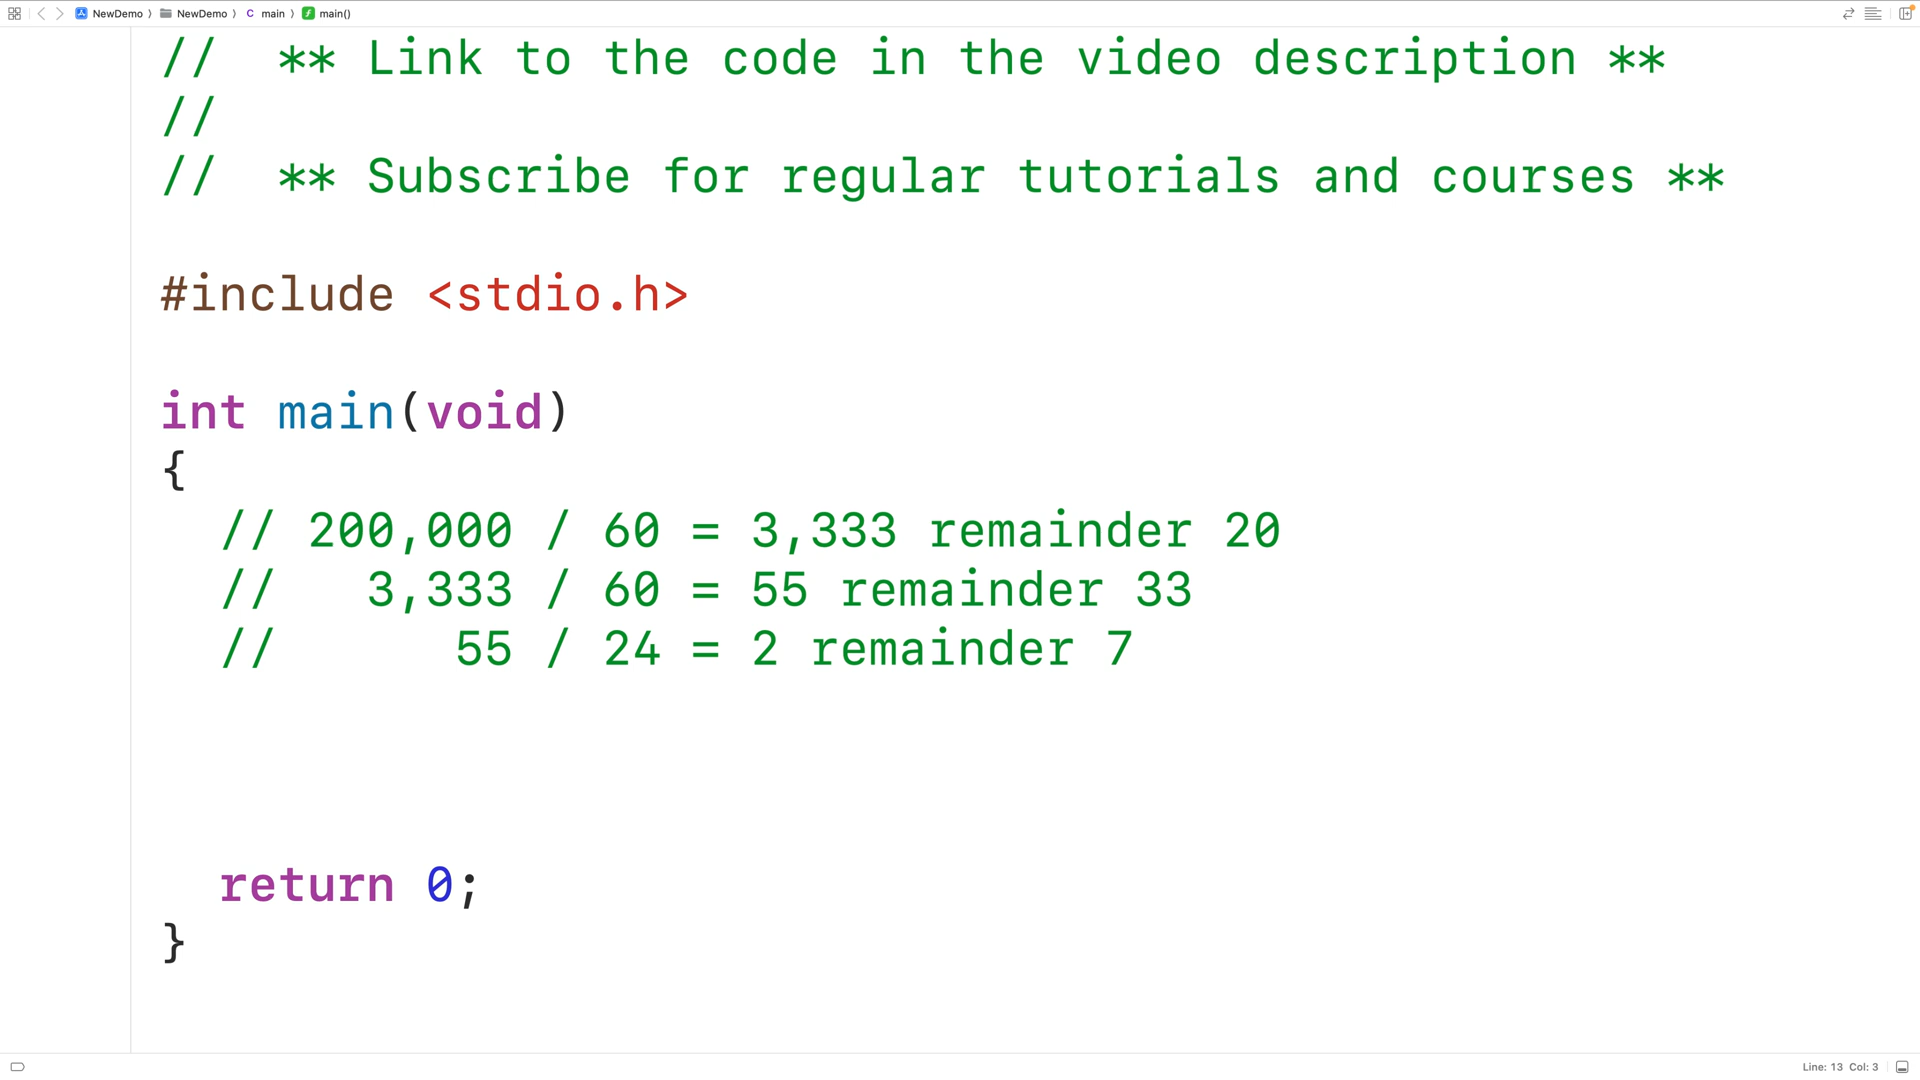 NewDemo 〉 NewDemo 〉 C main 〉 f main()
//  ** Link to the code in the video description **
//
//  ** Subscribe for regular tutorials and courses **
#include <stdio.h>
int main(void)
{
  // 200,000 / 60 = 3,333 remainder 20
  //   3,333 / 60 = 55 remainder 33
  //      55 / 24 = 2 remainder 7
  return 0;
}
Line: 13 Col: 3